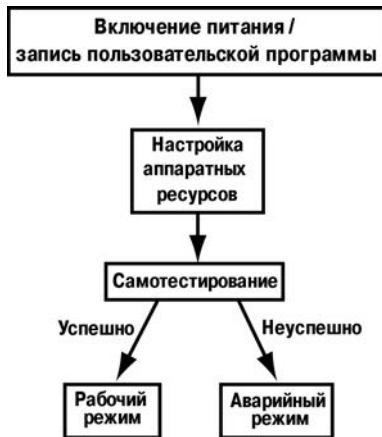 Включение питания /
запись пользовательской программы
Настройка
аппаратных
ресурсов
Самотестирование
Успешно
Неуспешно
Рабочий
режим
Аварийный
режим